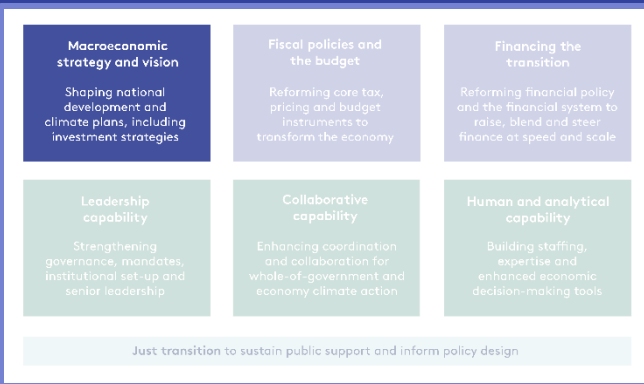 Macroeconomic
strategy and vision
Shaping national
development and
climate plans, including
investment strategies
Fiscal policies and
the budget
Reforming core tax,
pricing and budget
instruments to
transform the economy
Financing the
transition
Reforming financial policy
and the financial system to
raise, blend and steer
finance at speed and scale
Leadership
capability
Strengthening
governance, mandates,
institutional set-up and
senior leadership
Collaborative
capability
Enhancing coordination
and collaboration for
whole-of-government and
economy climate action
Human and analytical
capability
Building staffing,
expertise and
enhanced economic
decision-making tools
Just transition to sustain public support and inform policy design